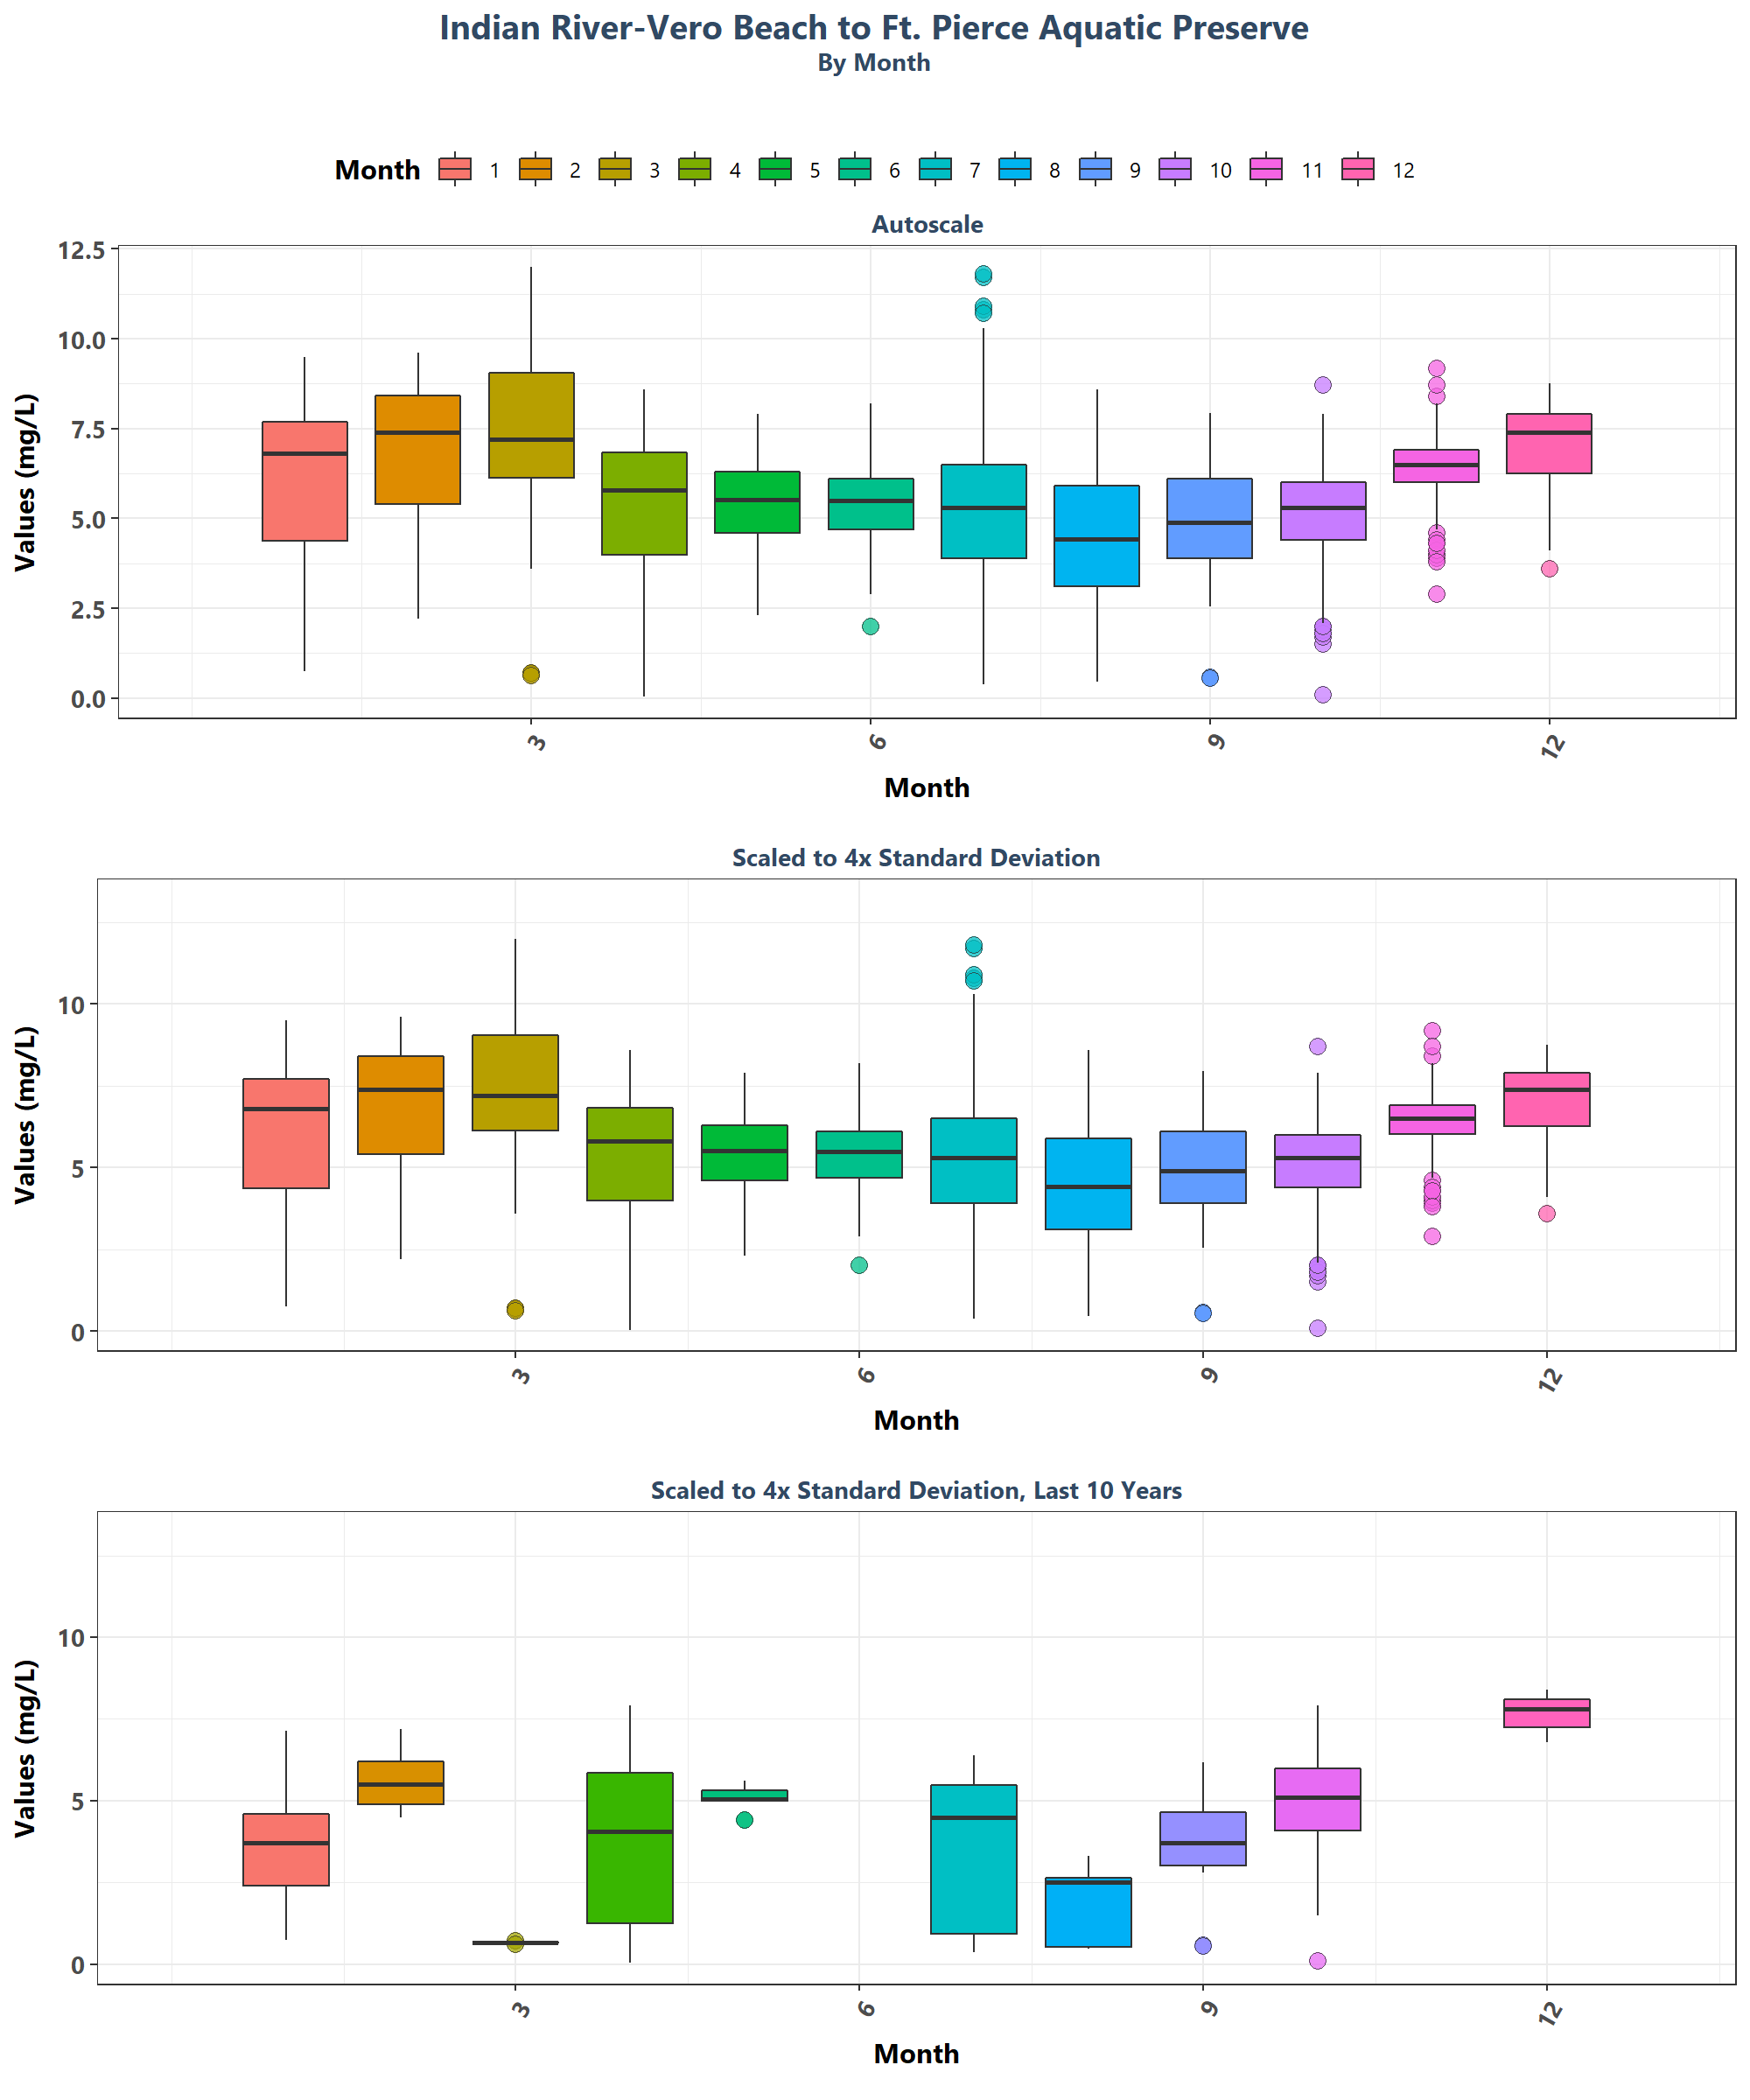 Indian River-Vero Beach to Ft. Pierce Aquatic Preserve
By Month
Month 1 2 3 4 5 6 7 8 9 10 11 12
Autoscale
Values (mg/L)
12.5
10.0
7.5
5.0
2.5
0.0
3 6 9 12
Month
Scaled to 4x Standard Deviation
Values (mg/L)
10
5
0
3 6 9 12
Month
Scaled to 4x Standard Deviation, Last 10 Years
Values (mg/L)
10
5
0
3 6 9 12
Month